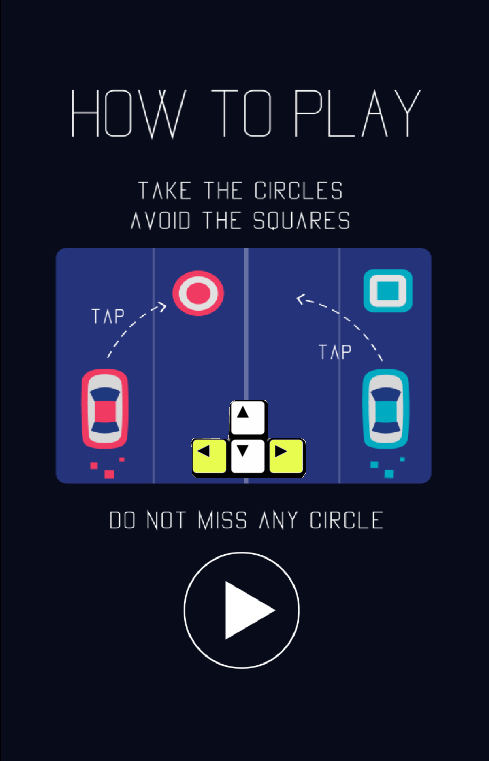 HOW TO PLAY
TAKE THE CIRCLES
AVOID THE SQUARES
TAP
TAP
DO NOT MISS ANY CIRCLE